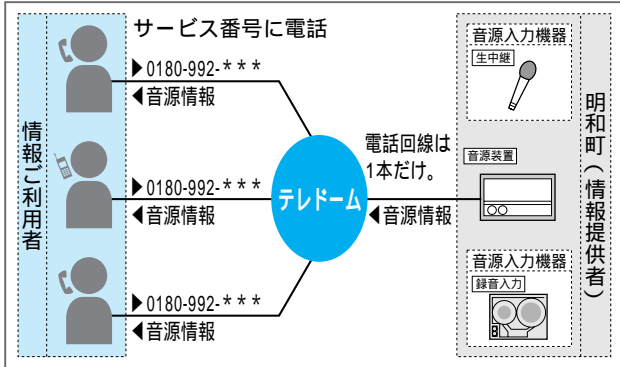 サービス番号に電話
情報ご利用者
▶0180-992-***
◀音源情報
▶0180-992-***
◀音源情報
▶0180-992-***
◀音源情報
テレドーム
電話回線は
1本だけ。
◀音源情報
音源入力機器
生中継
音源装置
音源入力機器
録音入力
明和町(情報提供者)